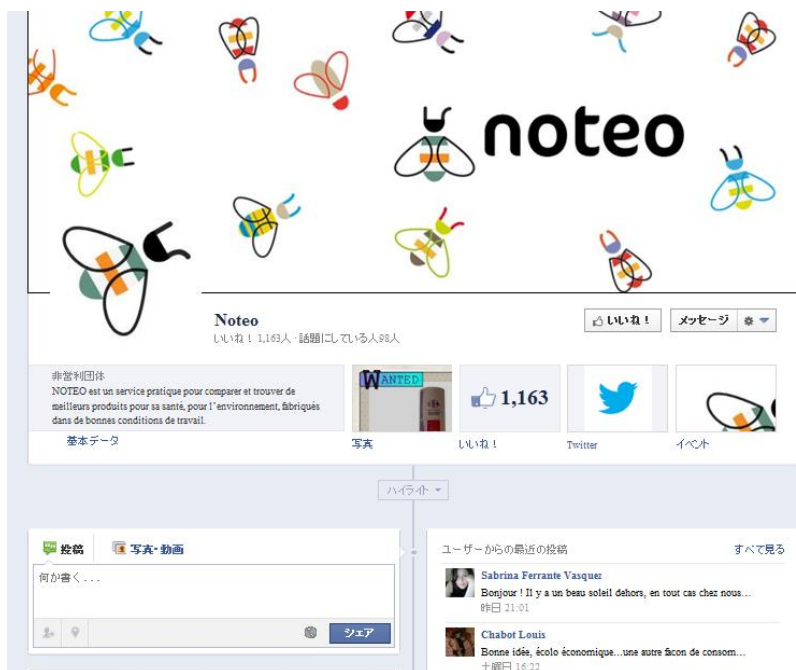 noteo
Noteo
いいね！ 1,163人 · 話題にしている人98人
いいね！
メッセージ
非営利団体
NOTEO est un service pratique pour comparer et trouver de
meilleurs produits pour sa santé, pour l'environnement, fabriqués
dans de bonnes conditions de travail.
基本データ
WANTED
写真
1,163
いいね！
Twitter
イベント
ハイライト
投稿
写真・動画
何か書く...
シェア
ユーザーからの最近の投稿
すべて見る
Sabrina Ferrante Vasquez
Bonjour ! Il y a un beau soleil dehors, en tout cas chez nous...
昨日 21:01
Chabot Louis
Bonne idée, écolo économique...une autre facon de consom...
土曜日 16:22